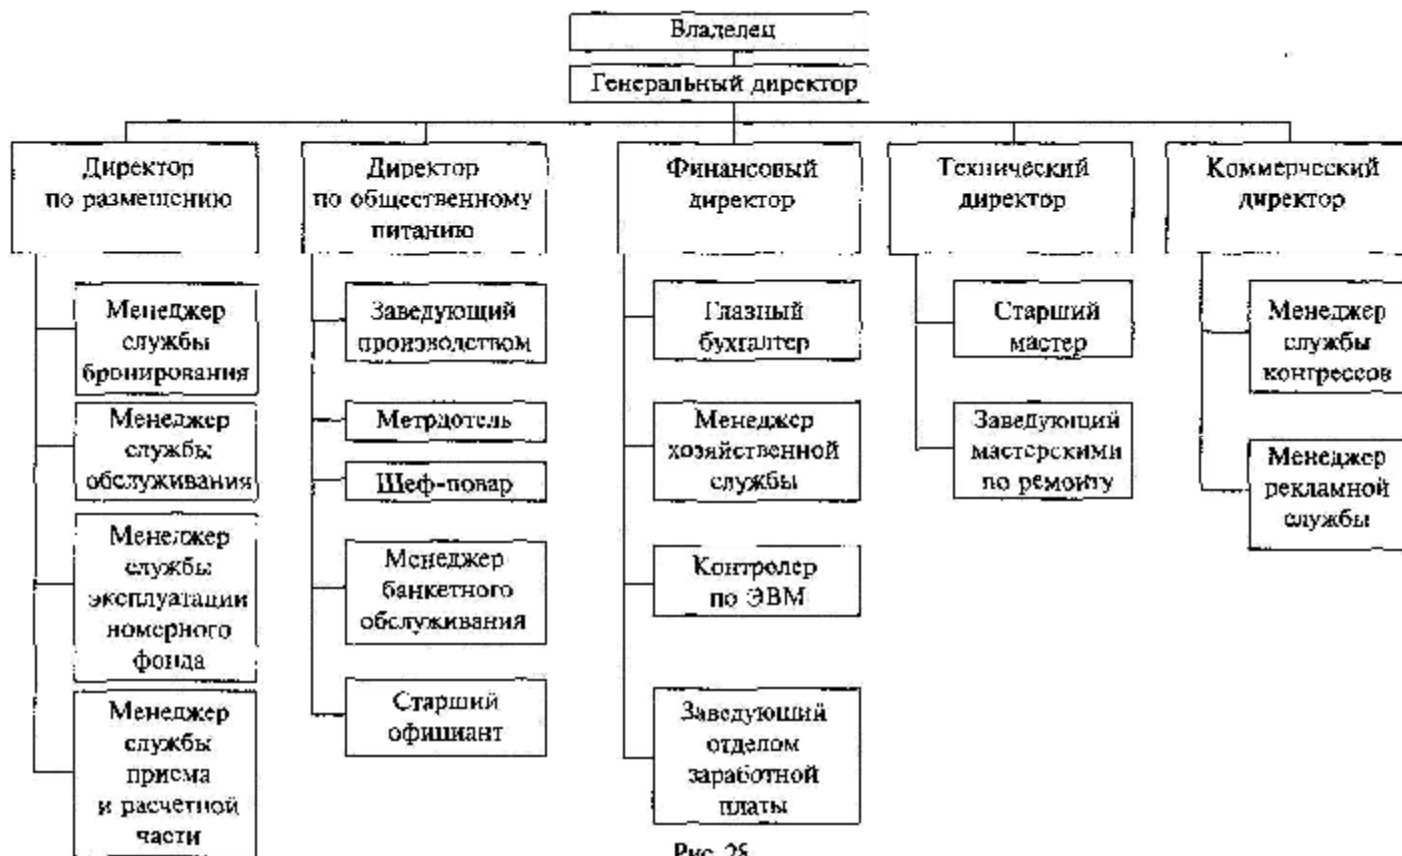 Владелец
Генеральный директор
Директор
по размещению
Директор
по общественному
питанию
Финансовый
директор
Технический
директор
Коммерческий
директор
Менеджер
службы
бронирования
Менеджер
службы
обслуживания
Менеджер
службы
эксплуатации
номерного
фонда
Менеджер
службы
приема
и расчетной
части
Заведующий
производством
Метрдотель
Шеф-повар
Менеджер
банкетного
обслуживания
Старший
официант
Главный
бухгалтер
Менеджер
хозяйственной
службы
Контролер
по ЭВМ
Заведующий
отделом
заработной
платы
Старший
мастер
Заведующий
мастерскими
по ремонту
Менеджер
службы
конгрессов
Менеджер
рекламной
службы
Рис. 28